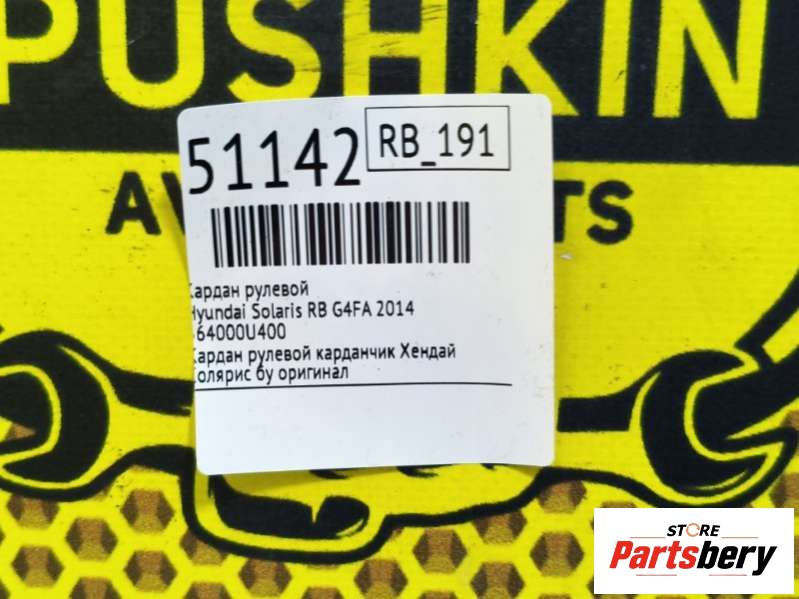 PUSHKIN
AV TS
51142
RB_191
Кардан рулевой
Hyundai Solaris RB G4FA 2014
64000U400
Кардан рулевой карданчик Хендай
Солярис бу оригинал
STORE
Partsbery